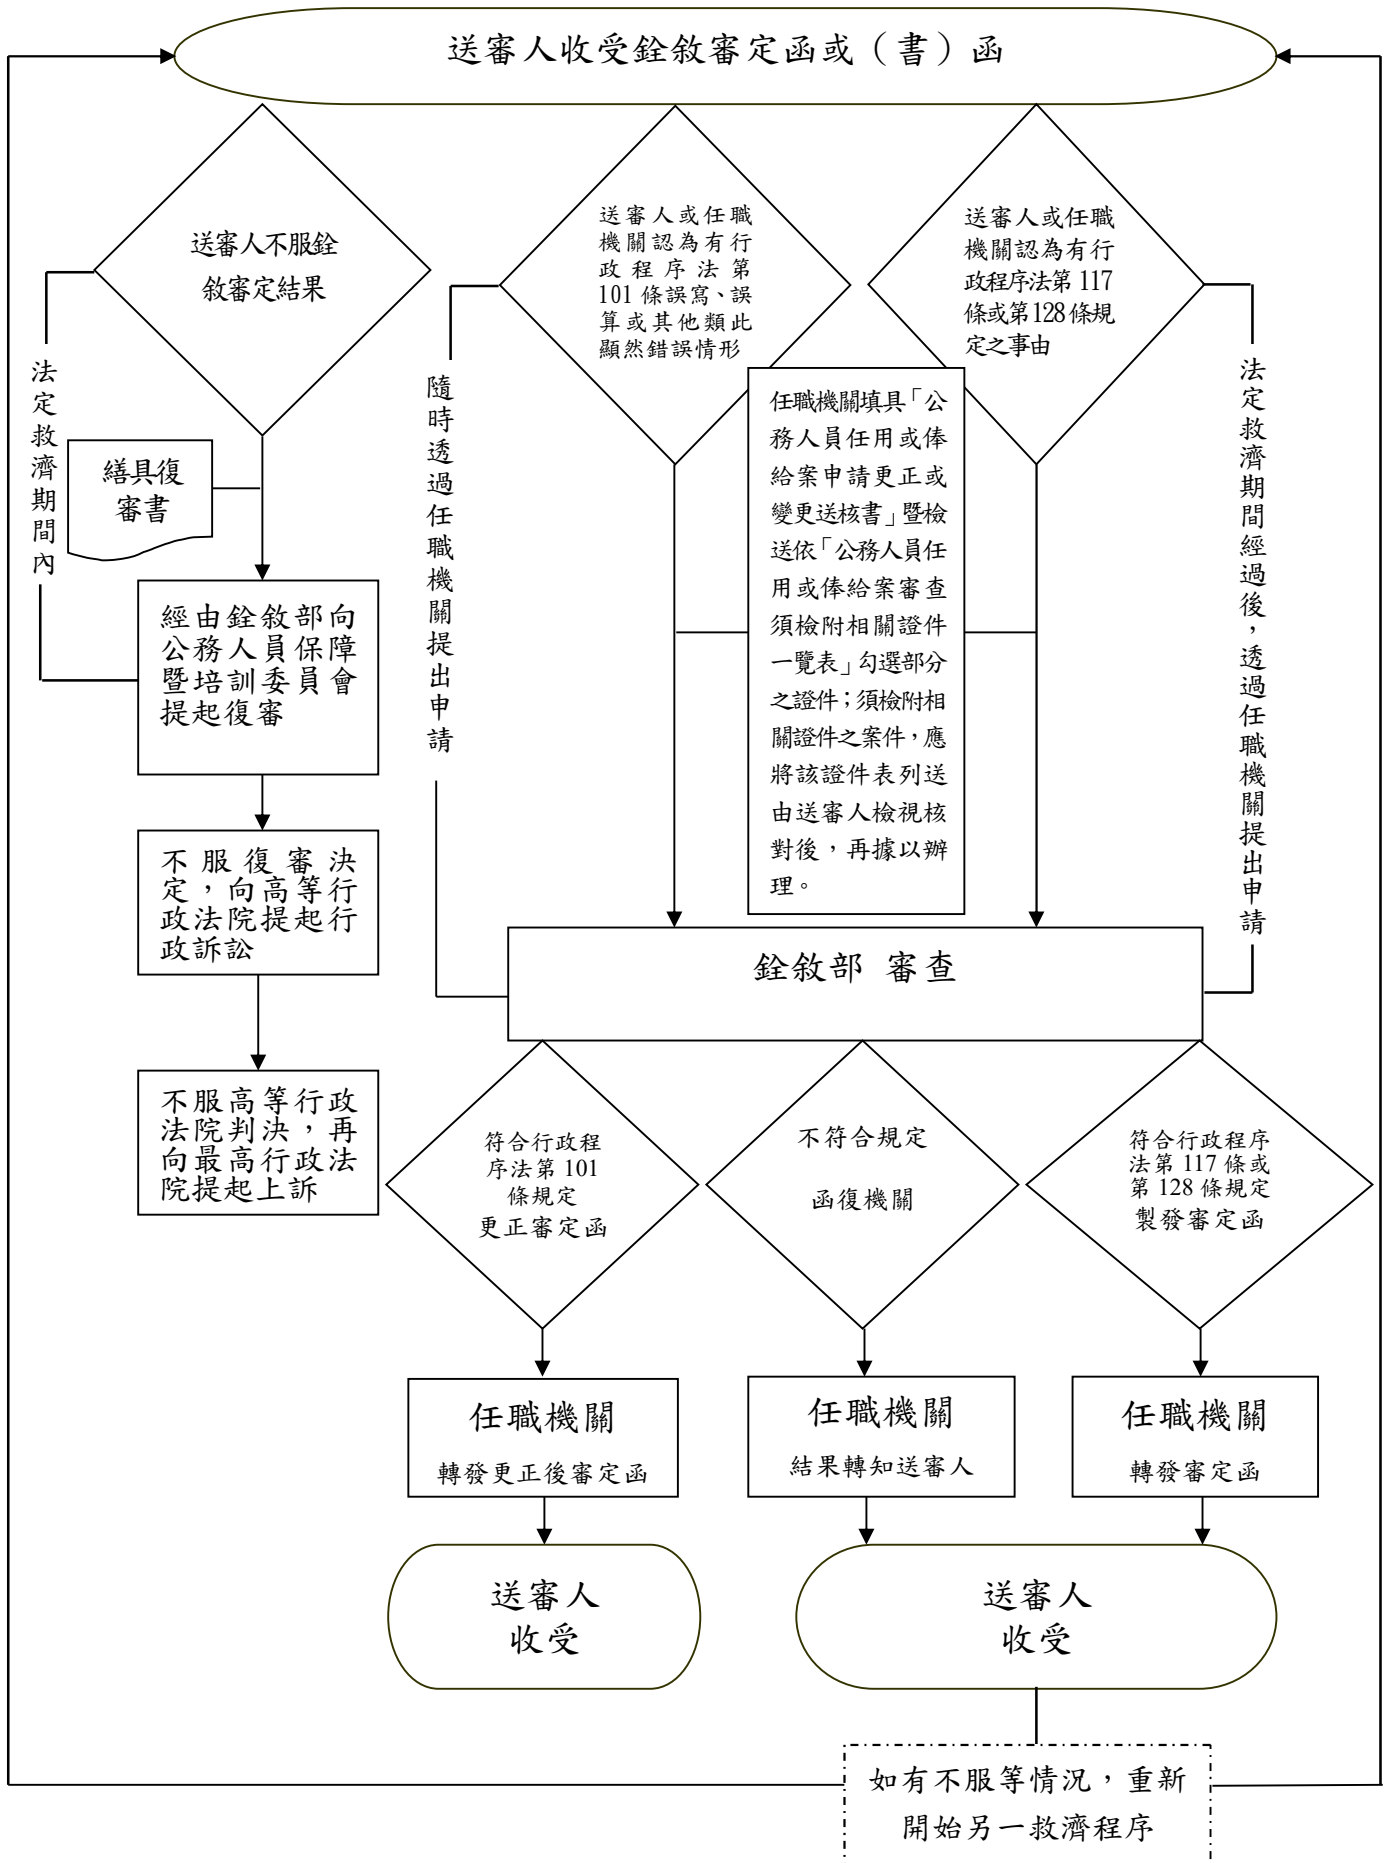 送審人收受銓敘審定函或（書）函
送審人不服銓
敘審定結果
送審人或任職
機關認為有行
政程序法第
101 條誤寫、誤
算或其他類此
顯然錯誤情形
送審人或任職
機關認為有行
政程序法第 117
條或第128 條規
定之事由
法定救濟期間內
繕具復
審書
隨時透過任職機關提出申請
任職機關填具「公
務人員任用或俸
給案申請更正或
變更送核書」暨檢
送依「公務人員任
用或俸給案審查
須檢附相關證件
一覽表」勾選部分
之證件；須檢附相
關證件之案件，應
將該證件表列送
由送審人檢視核
對後，再據以辦
理。
法定救濟期間經過後，透過任職機關提出申請
經由銓敘部向
公務人員保障
暨培訓委員會
提起復審
不服復審決
定，向高等行
政法院提起行
政訴訟
不服高等行政
法院判決，再
向最高行政法
院提起上訴
銓敘部 審查
符合行政程
序法第 101
條規定
更正審定函
不符合規定
函復機關
符合行政程序
法第 117 條或
第 128 條規定
製發審定函
任職機關
轉發更正後審定函
任職機關
結果轉知送審人
任職機關
轉發審定函
送審人
收受
送審人
收受
如有不服等情況，重新
開始另一救濟程序